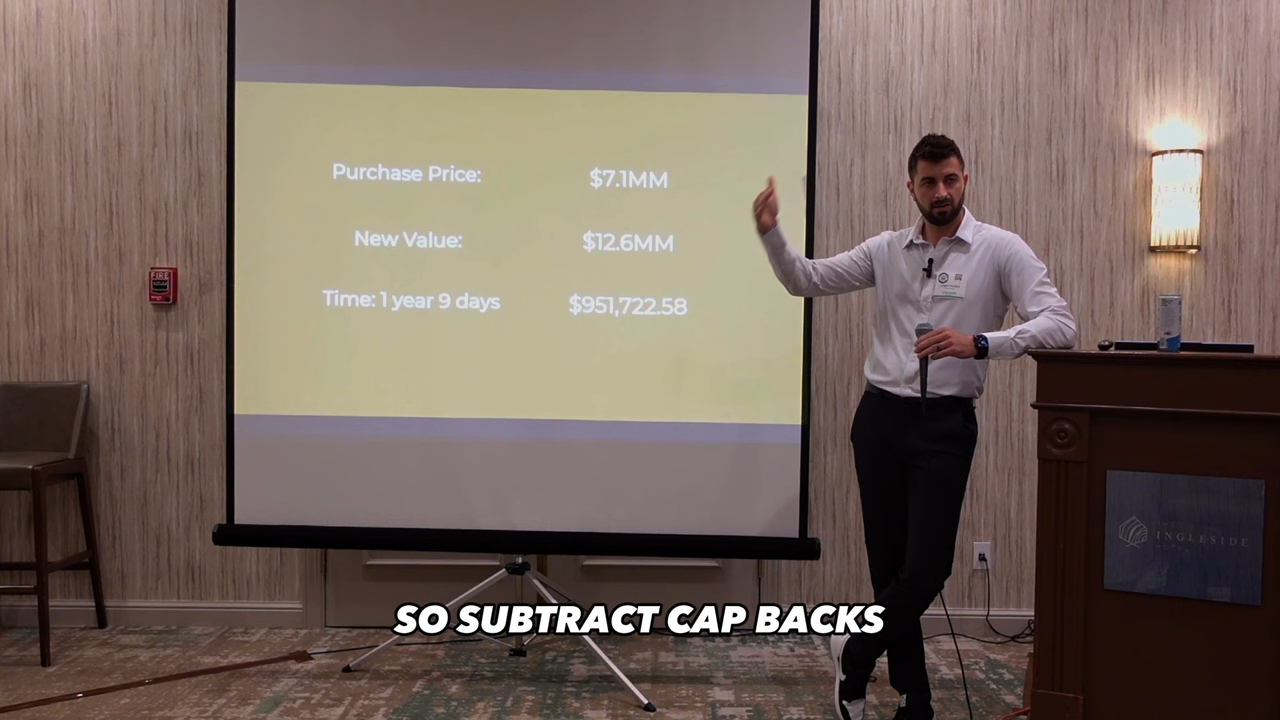 Purchase Price: $7.1MM
New Value: $12.6MM
Time: 1 year 9 days $951,722.58
FIRE
INGLESIDE
SO SUBTRACT CAP BACKS